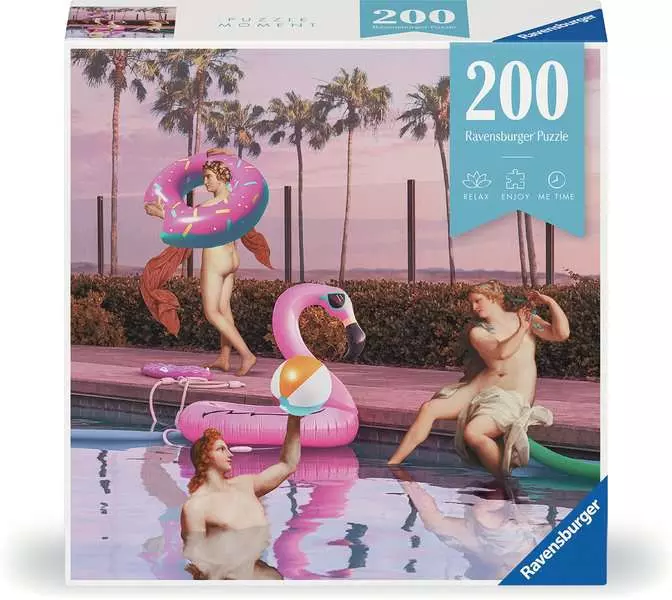 PUZZLE
MOMENT
200
Ravensburger Puzzle
Ravensburger
200
Ravensburger® Puzzle
RELAX ENJOY ME TIME
Ravensburger